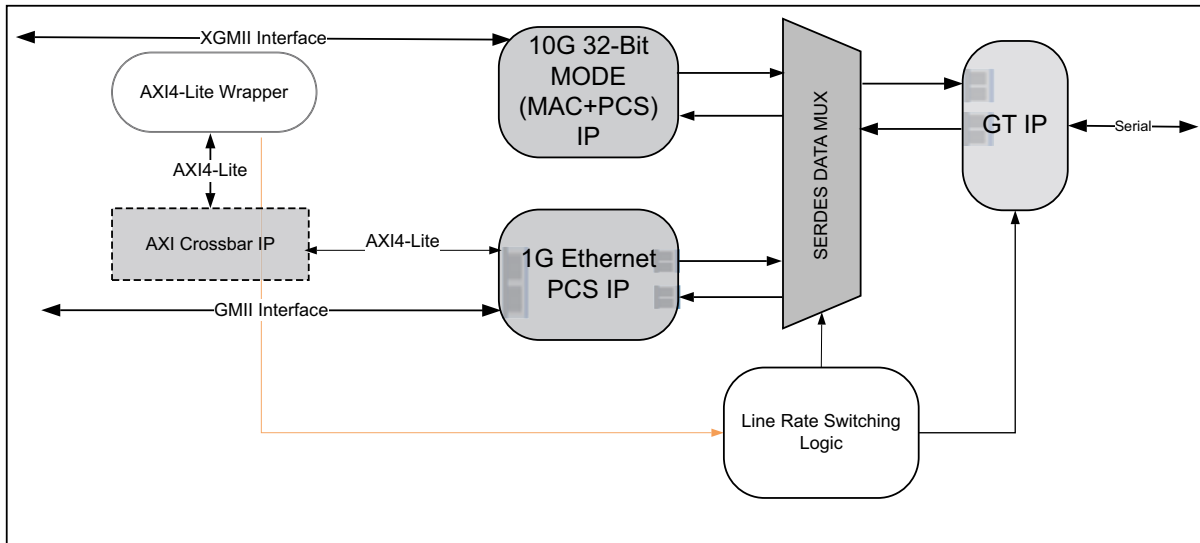 XGMII Interface
10G 32-Bit
MODE
(MAC+PCS)
IP
AXI4-Lite Wrapper
SERDES DATA MUX
GT IP
Serial
AXI4-Lite
AXI Crossbar IP
AXI4-Lite
1G Ethernet
PCS IP
GMII Interface
Line Rate Switching
Logic